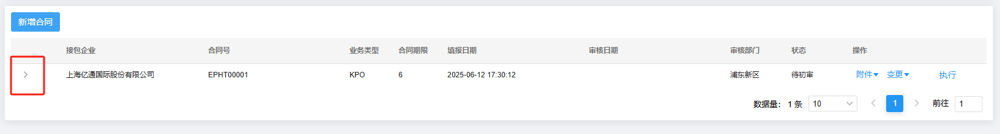 新增合同
接包企业 合同号 业务类型 合同期限 填报日期 审核日期 审核部门 状态 操作
上海亿通国际股份有限公司 EPHT00001 KPO 6 2025-06-12 17:30:12 浦东新区 待初审 附件 变更 执行
数据量： 1 条 10 1 前往 1